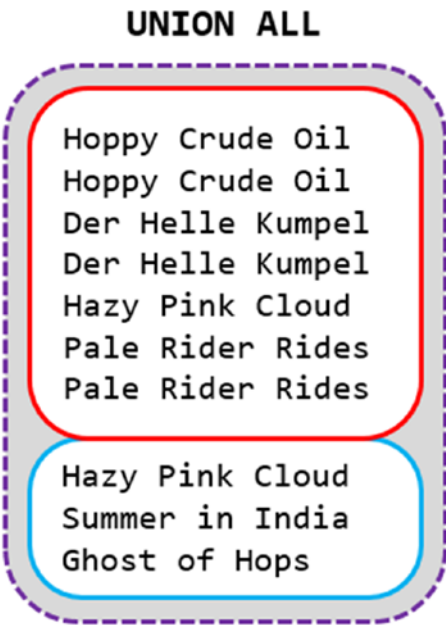 UNION ALL
Hoppy Crude Oil
Hoppy Crude Oil
Der Helle Kumpel
Der Helle Kumpel
Hazy Pink Cloud
Pale Rider Rides
Pale Rider Rides
Hazy Pink Cloud
Summer in India
Ghost of Hops